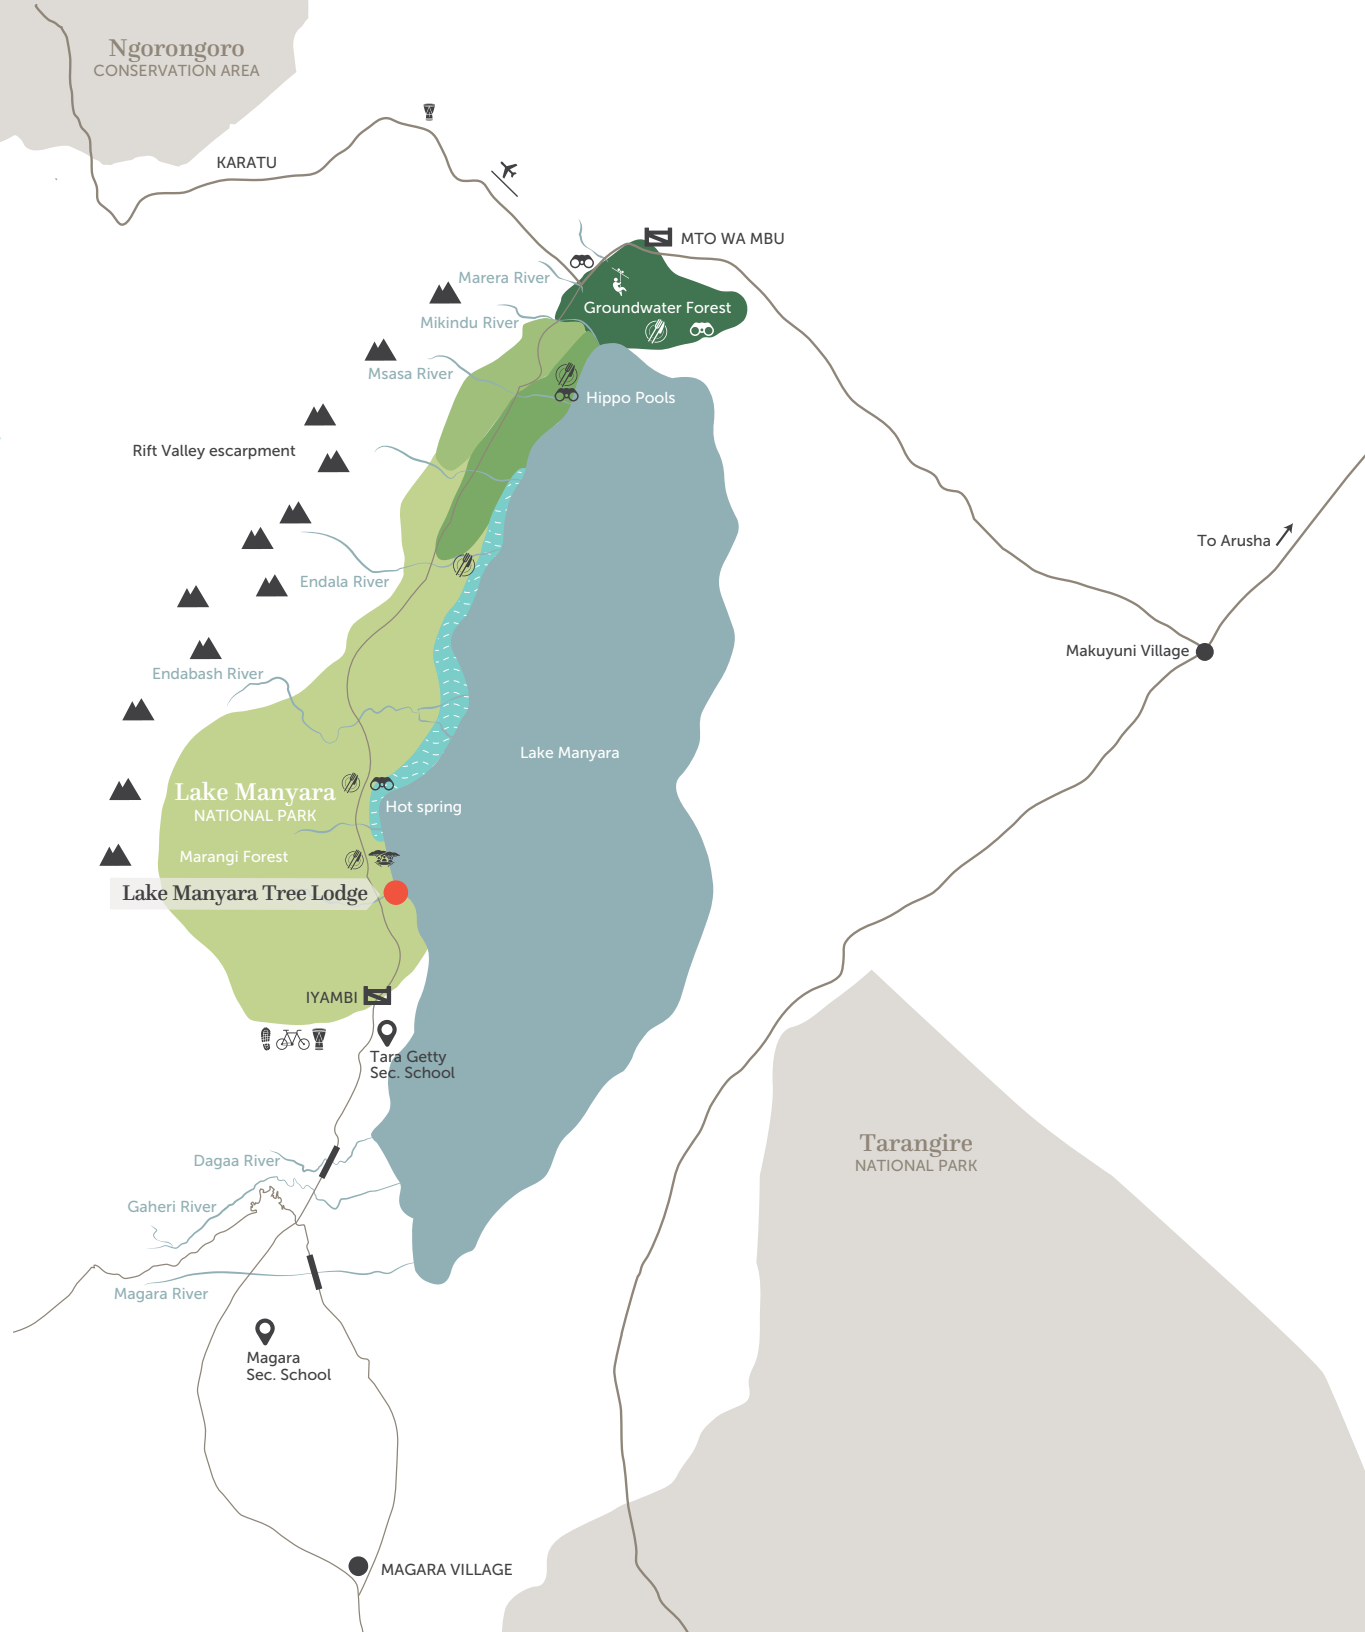 Ngorongoro
CONSERVATION AREA
KARATU
MTO WA MBU
Marera River
Groundwater Forest
Mikindu River
Msasa River
Hippo Pools
Rift Valley escarpment
To Arusha
Endala River
Makuyuni Village
Endabash River
Lake Manyara
Lake Manyara
NATIONAL PARK
Hot spring
Marangi Forest
Lake Manyara Tree Lodge
IYAMBI
Tara Getty
Sec. School
Tarangire
NATIONAL PARK
Dagaa River
Gaheri River
Magara River
Magara
Sec. School
MAGARA VILLAGE